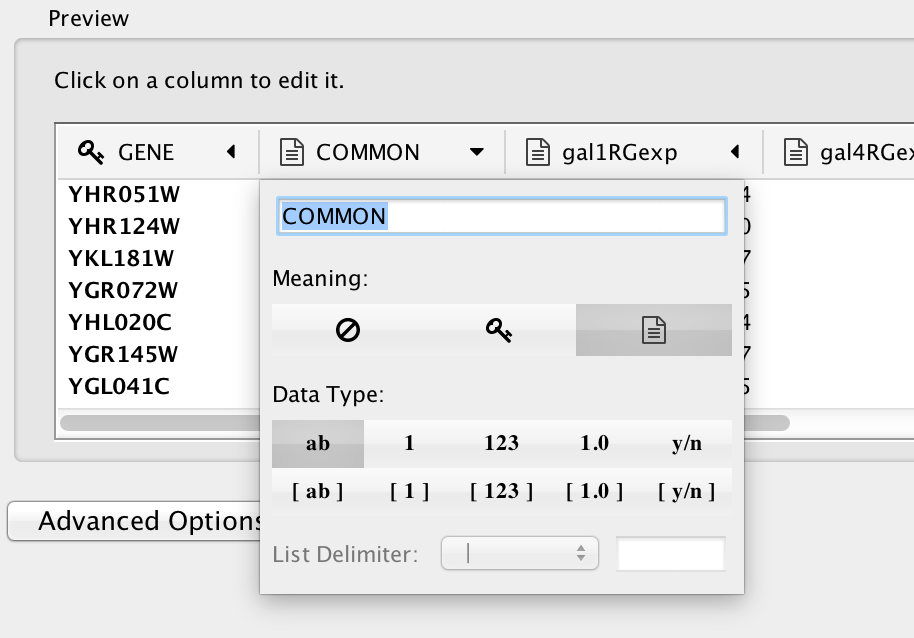 Preview
Click on a column to edit it.
GENE COMMON gal1RGexp gal4RGex
YHR051W 4
YHR124W 0
YKL181W 7
YGR072W 5
YHL020C 4
YGR145W 7
YGL041C 5
COMMON
Meaning:
Data Type:
ab 1 123 1.0 y/n
[ ab ] [ 1 ] [ 123 ] [ 1.0 ] [ y/n ]
Advanced Options
List Delimiter: |